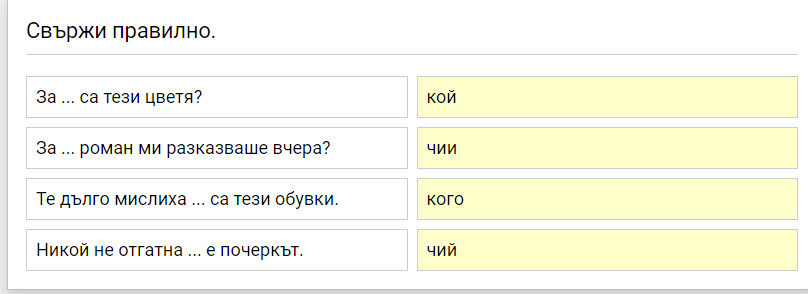 Свържи правилно.
За ... са тези цветя? кой
За ... роман ми разказваше вчера? чии
Те дълго мислиха ... са тези обувки. кого
Никой не отгатна ... е почеркът. чий